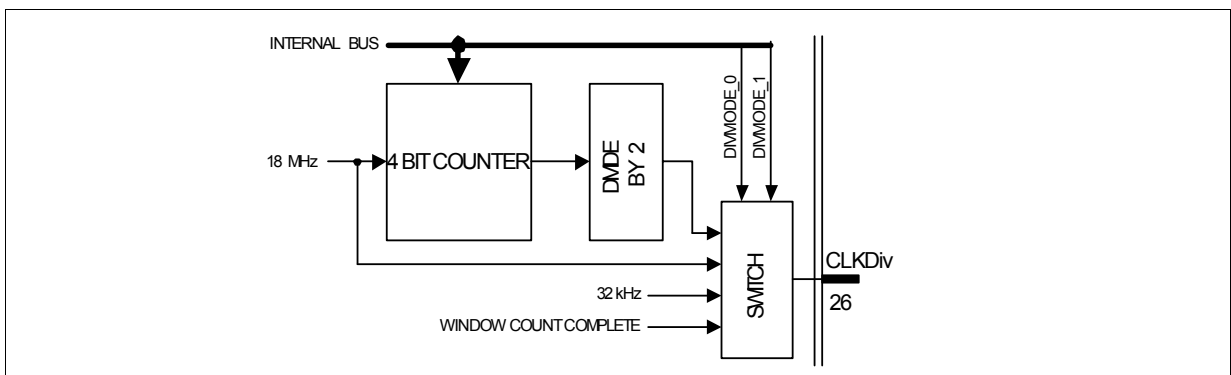 INTERNAL BUS
DIVMODE_0
DIVMODE_1
18 MHz
4 BIT COUNTER
DIVIDE
BY 2
SWITCH
CLKDiv
26
32 kHz
WINDOW COUNT COMPLETE